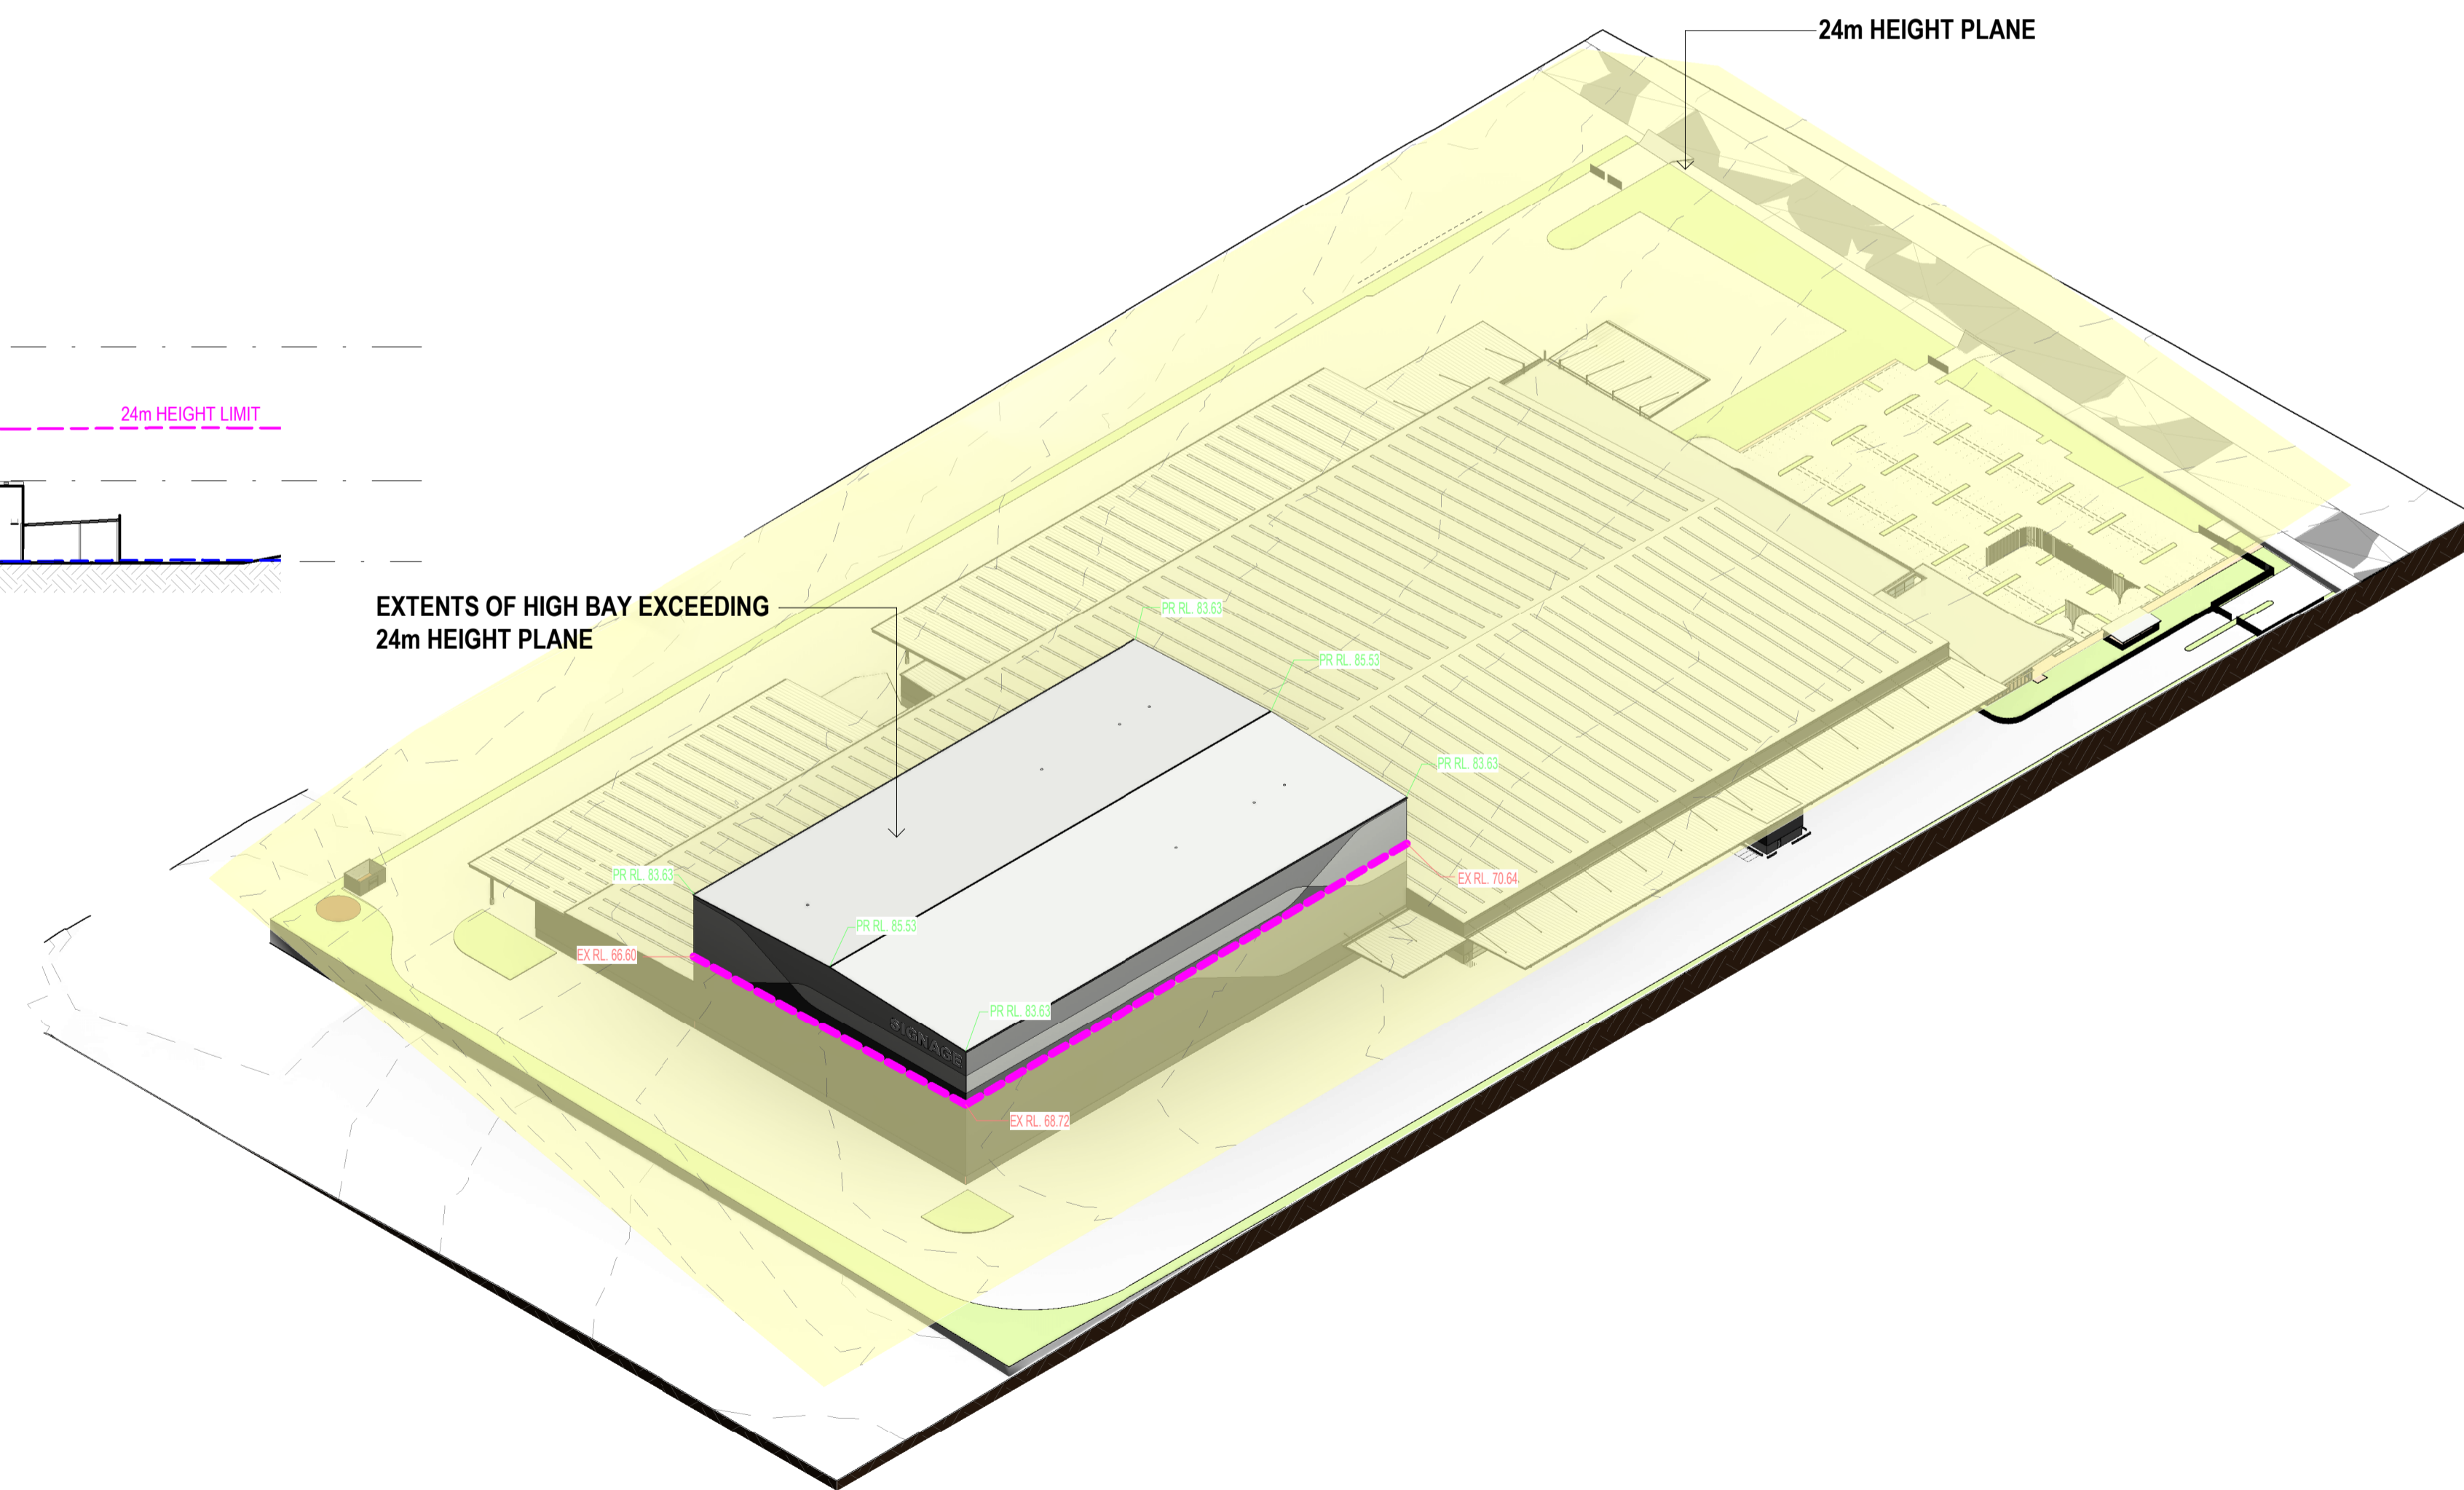 24m HEIGHT PLANE
24m HEIGHT LIMIT
EXTENTS OF HIGH BAY EXCEEDING
24m HEIGHT PLANE
PR RL. 83.63
PR RL. 85.53
PR RL. 83.63
PR RL. 83.63
EX RL. 70.64
PR RL. 85.53
EX RL. 66.60
PR RL. 83.63
SIGNAGE
EX RL. 68.72